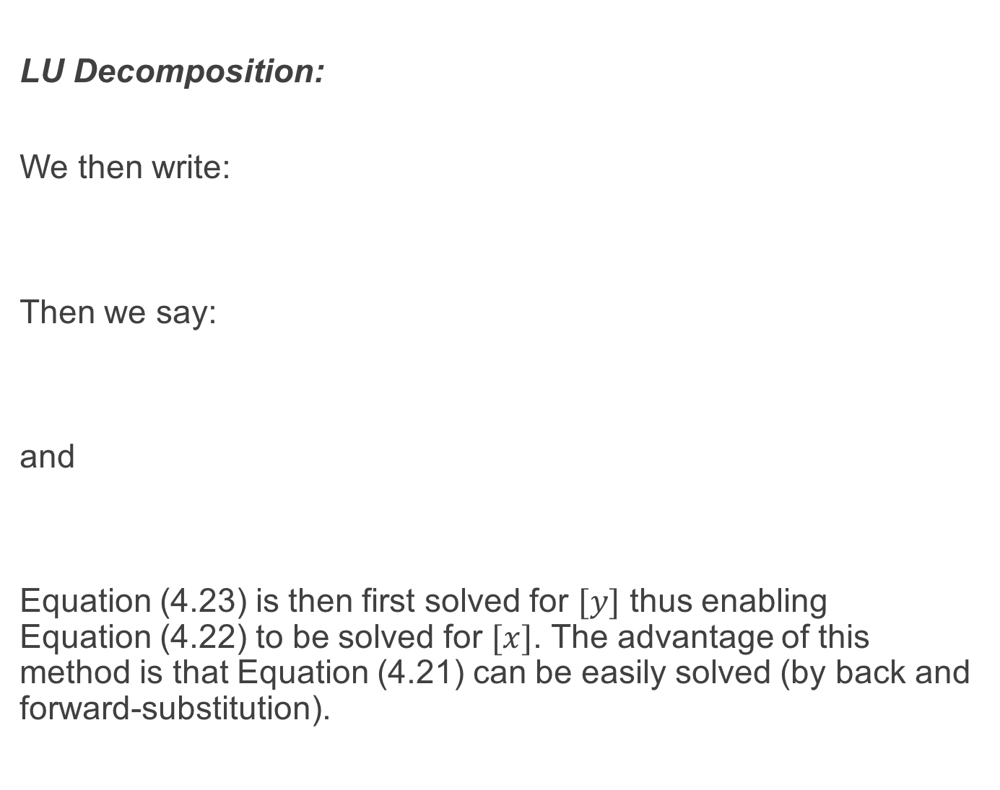 LU Decomposition:
We then write:
Then we say:
and
Equation (4.23) is then first solved for [y] thus enabling
Equation (4.22) to be solved for [x]. The advantage of this
method is that Equation (4.21) can be easily solved (by back and
forward-substitution).